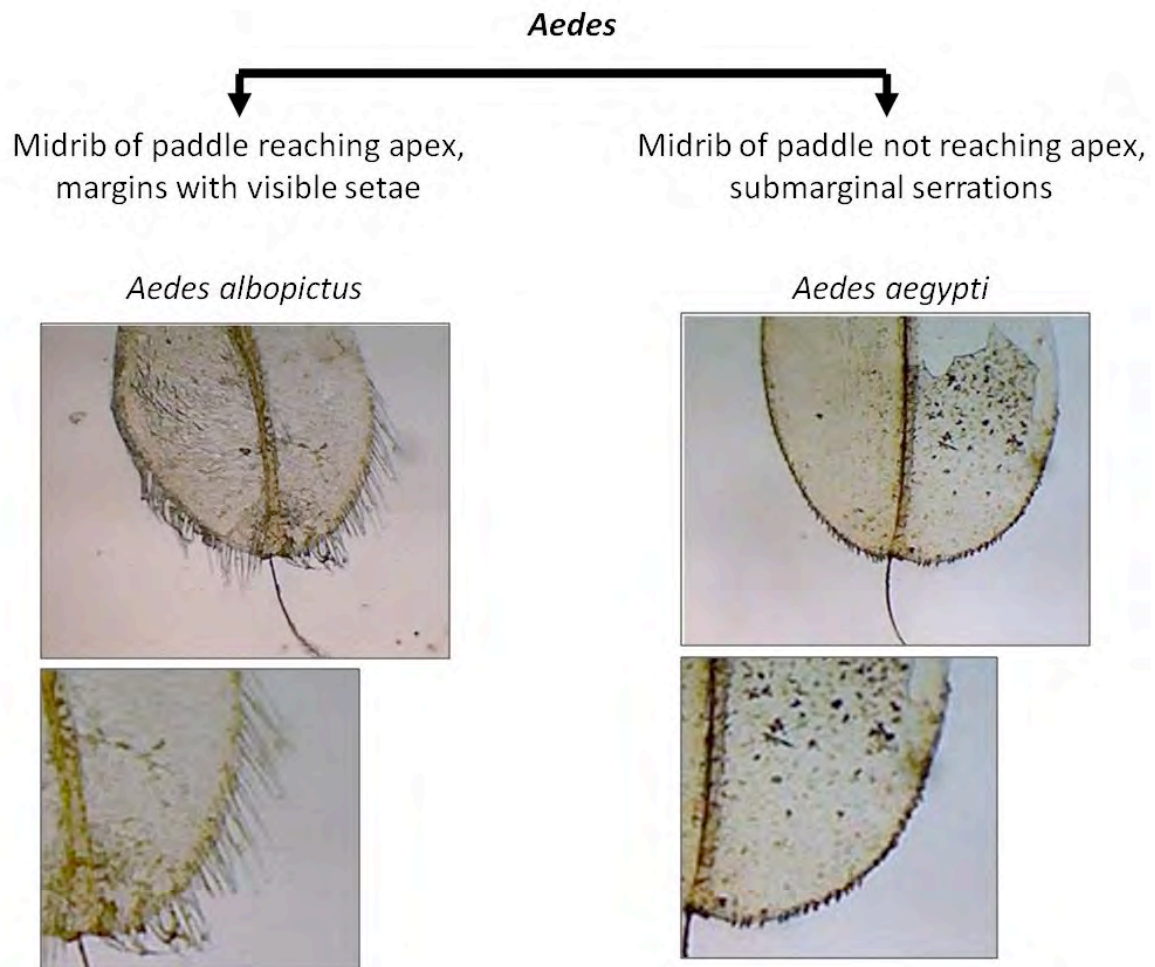 Aedes
Midrib of paddle reaching apex,
margins with visible setae
Midrib of paddle not reaching apex,
submarginal serrations
Aedes albopictus
Aedes aegypti